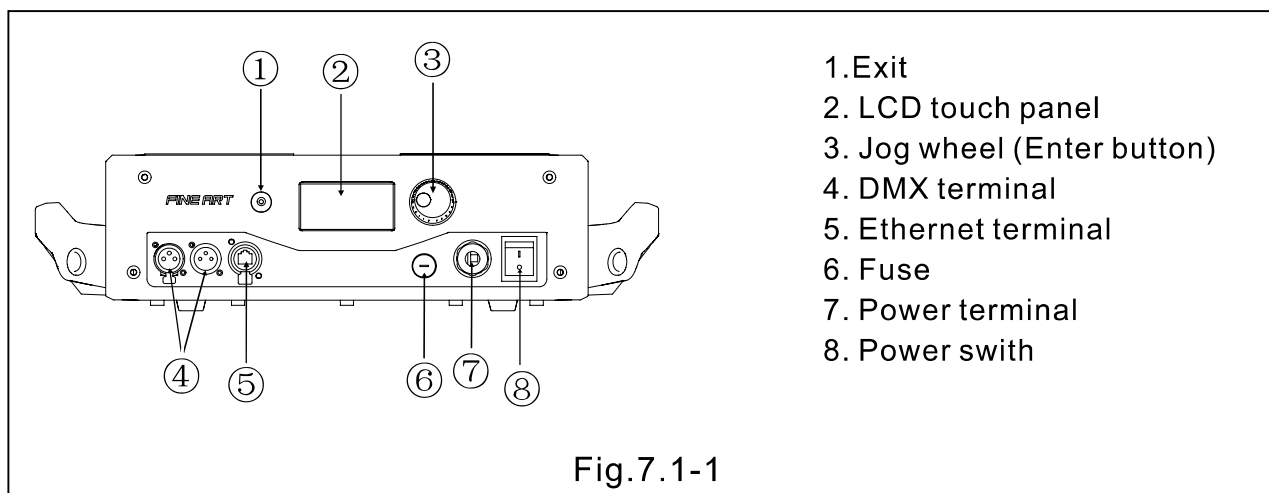 ① ② ③
FINE ART
④ ⑤ ⑥ ⑦ ⑧
1.Exit
2. LCD touch panel
3. Jog wheel (Enter button)
4. DMX terminal
5. Ethernet terminal
6. Fuse
7. Power terminal
8. Power swith
Fig.7.1-1